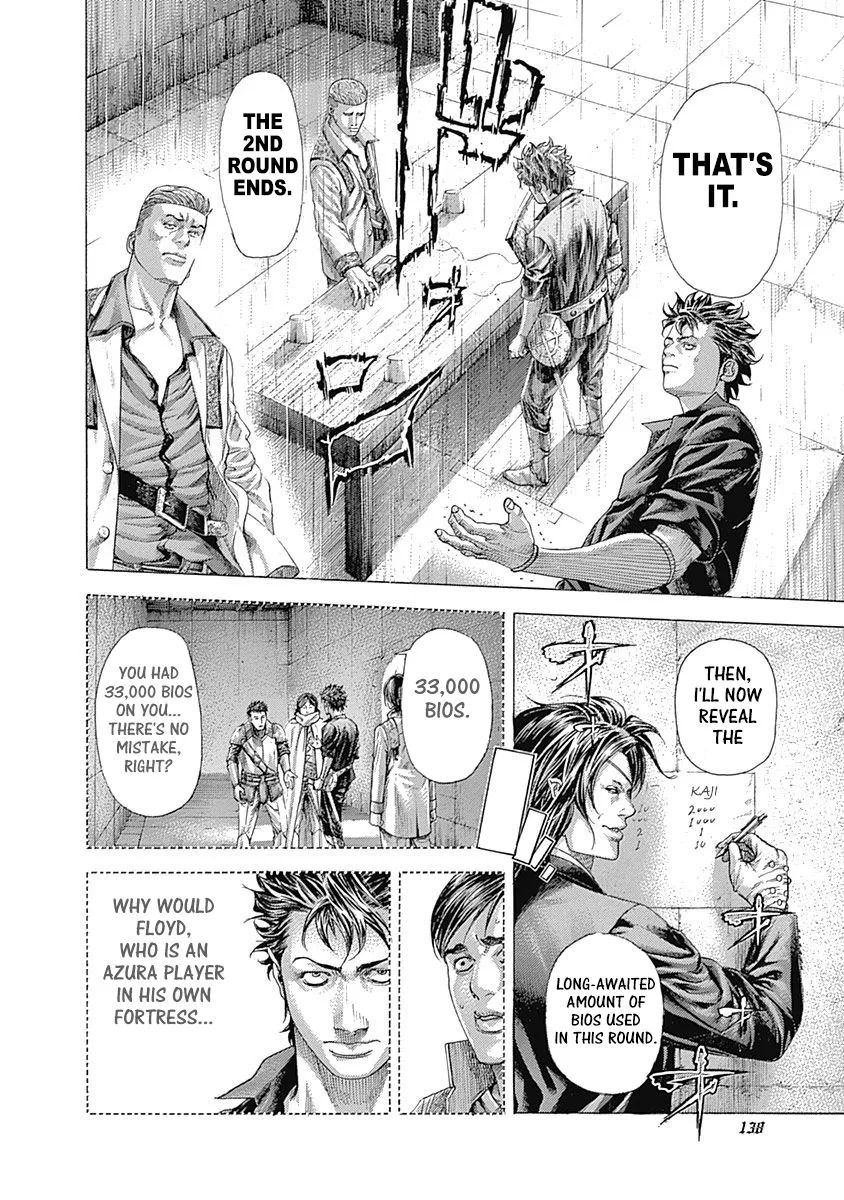 THAT'S
IT.
THE
2ND
ROUND
ENDS.
THEN,
I'LL NOW
REVEAL
THE
KAJI
2000
1000
2
1
1
10
LONG-AWAITED
AMOUNT OF
BIOS USED
IN THIS ROUND.
33,000
BIOS.
YOU HAD
33,000 BIOS
ON YOU...
THERE'S NO
MISTAKE,
RIGHT?
WHY WOULD
FLOYD,
WHO IS AN
AZURA PLAYER
IN HIS OWN
FORTRESS...
138